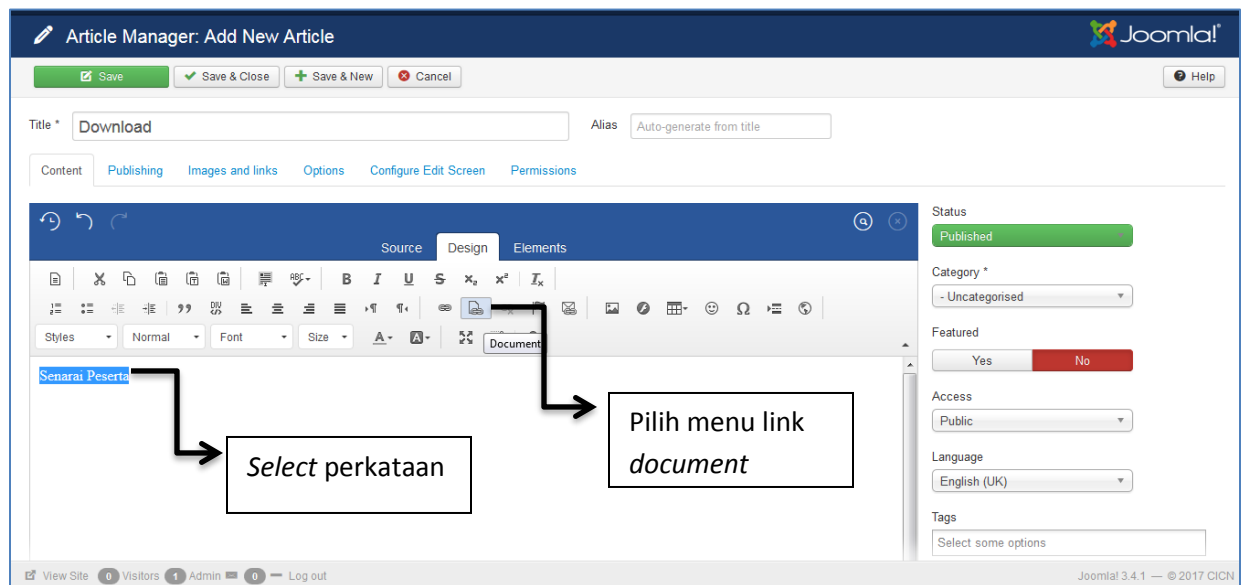 Article Manager: Add New Article
Joomla!
Save
Save & Close
Save & New
Cancel
Help
Title *
Download
Alias
Auto-generate from title
Content
Publishing
Images and links
Options
Configure Edit Screen
Permissions
Source
Design
Elements
Styles
Normal
Font
Size
Document
Senarai Peserta
Select perkataan
Pilih menu link
document
Status
Published
Category *
- Uncategorised
Featured
Yes
No
Access
Public
Language
English (UK)
Tags
Select some options
View Site
0
Visitors
1
Admin
0
Log out
Joomla! 3.4.1 — © 2017 CICN